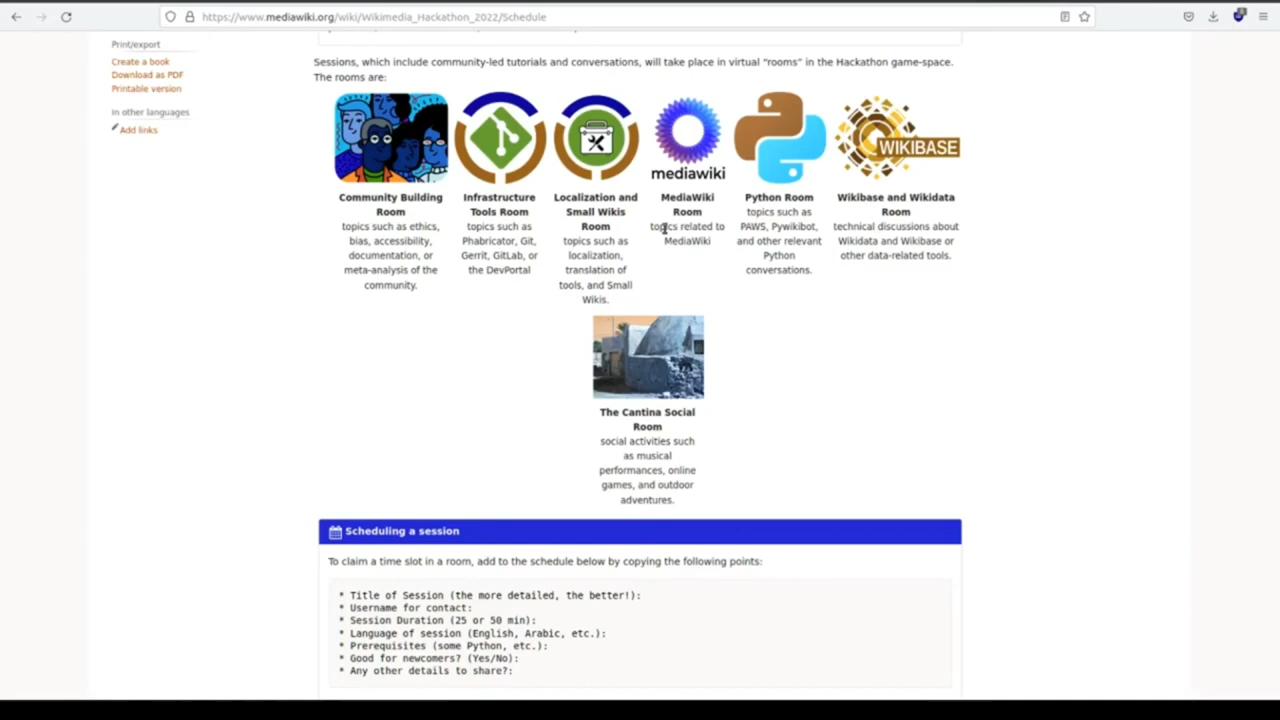 https://www.mediawiki.org/wiki/Wikimedia_Hackathon_2022/Schedule
Print/export
Create a book
Download as PDF
Printable version
In other languages
Add links
Sessions, which include community-led tutorials and conversations, will take place in virtual “rooms” in the Hackathon game-space.
The rooms are:
mediawiki
WIKIBASE
Community Building
Room
topics such as ethics,
bias, accessibility,
documentation, or
meta-analysis of the
community.
Infrastructure
Tools Room
topics such as
Phabricator, Git,
Gerrit, GitLab, or
the DevPortal
Localization and
Small Wikis
Room
topics such as
localization,
translation of
tools, and Small
Wikis.
MediaWiki
Room
topics related to
MediaWiki
Python Room
topics such as
PAWS, Pywikibot,
and other relevant
Python
conversations.
Wikibase and Wikidata
Room
technical discussions about
Wikidata and Wikibase or
other data-related tools.
The Cantina Social
Room
social activities such
as musical
performances, online
games, and outdoor
adventures.
Scheduling a session
To claim a time slot in a room, add to the schedule below by copying the following points:
* Title of Session (the more detailed, the better!):
* Username for contact:
* Session Duration (25 or 50 min):
* Language of session (English, Arabic, etc.):
* Prerequisites (some Python, etc.):
* Good for newcomers? (Yes/No):
* Any other details to share?: